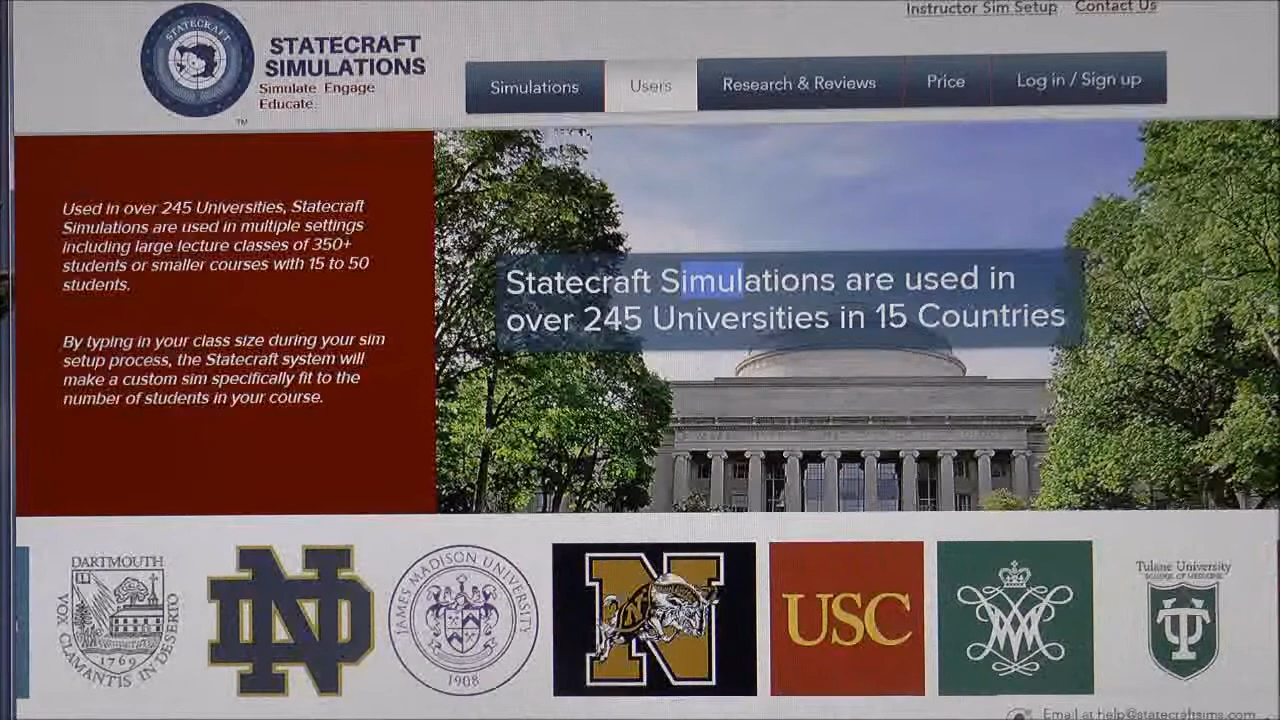 Instructor Sim Setup Contact Us
STATECRAFT
STATECRAFT
SIMULATIONS
Simulate Engage
Educate.
TM
Simulations Users Research & Reviews Price Log in / Sign up
Used in over 245 Universities, Statecraft
Simulations are used in multiple settings
including large lecture classes of 350+
students or smaller courses with 15 to 50
students.
By typing in your class size during your sim
setup process, the Statecraft system will
make a custom sim specifically fit to the
number of students in your course.
Statecraft Simulations are used in
over 245 Universities in 15 Countries
DARTMOUTH
VOX CLAMANTIS IN DESERTO
1769
ND
JAMES MADISON UNIVERSITY
1908
N
USC
Tulane University
SCHOOL OF MEDICINE
TU
Email at help@statecraftsims.com